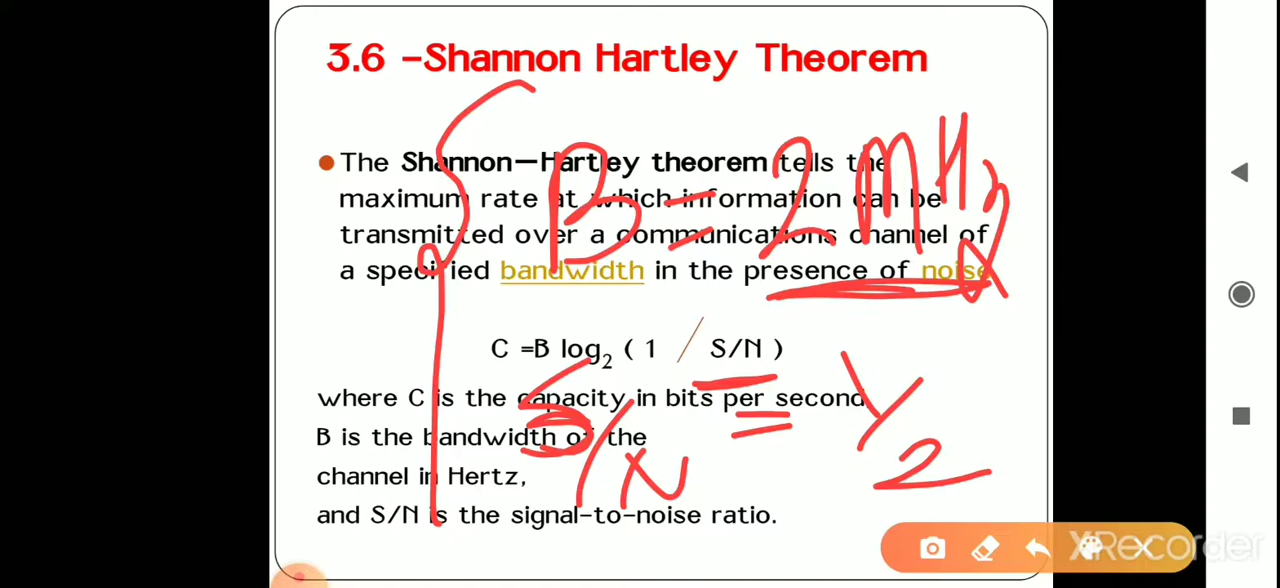 3.6 –Shannon Hartley Theorem
The Shannon–Hartley theorem tells the
maximum rate at which information can be
transmitted over a communications channel of
a specified bandwidth in the presence of noise
B = 2 MHz
C =B log2 ( 1 / S/N )
where C is the capacity in bits per second
B is the bandwidth of the
channel in Hertz,
and S/N is the signal-to-noise ratio.
S/N = Y2
XRecorder